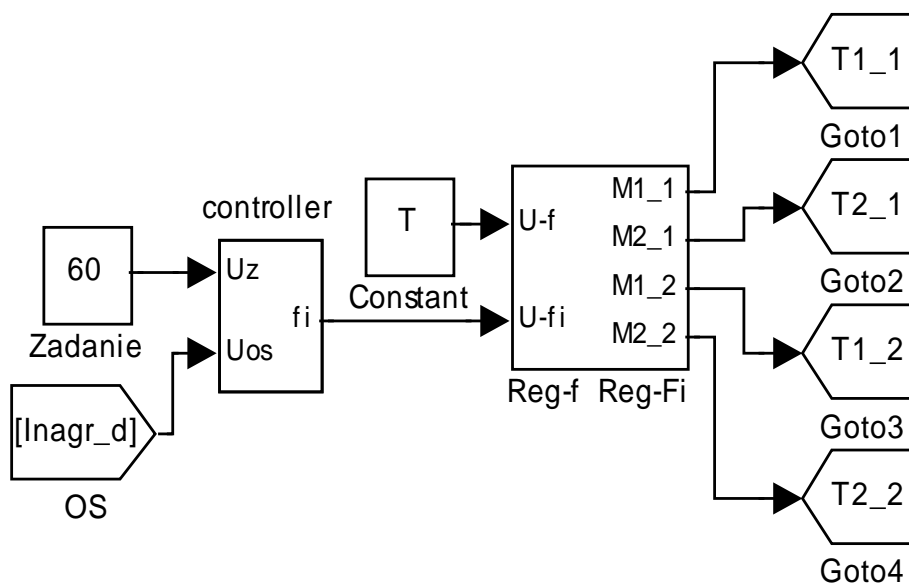 T1_1
Goto1
T2_1
Goto2
T1_2
Goto3
T2_2
Goto4
controller
Uz
Uos
fi
60
Zadanie
[Inagr_d]
OS
T
Constant
U-f
U-fi
M1_1
M2_1
M1_2
M2_2
Reg-f Reg-Fi